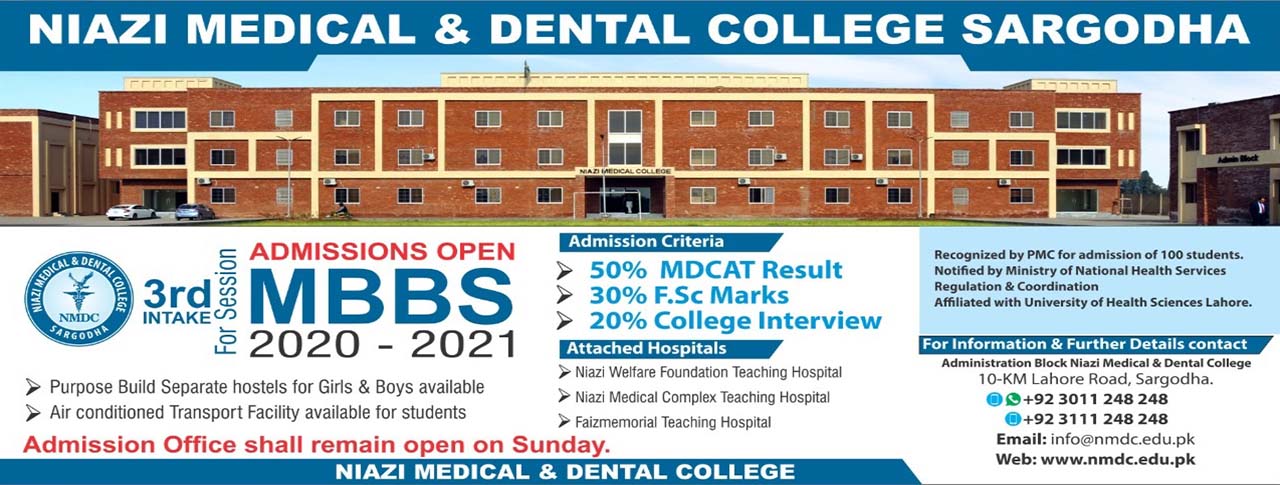 NIAZI MEDICAL & DENTAL COLLEGE SARGODHA
NIAZI MEDICAL COLLEGE
Admin Block
NIAZI MEDICAL & DENTAL COLLEGE
NMDC
SARGODHA
3rd
INTAKE
For Session
ADMISSIONS OPEN
MBBS
2020 - 2021
➢ Purpose Build Separate hostels for Girls & Boys available
➢ Air conditioned Transport Facility available for students
Admission Office shall remain open on Sunday.
Admission Criteria
➢ 50% MDCAT Result
➢ 30% F.Sc Marks
➢ 20% College Interview
Attached Hospitals
➢ Niazi Welfare Foundation Teaching Hospital
➢ Niazi Medical Complex Teaching Hospital
➢ Faizmemorial Teaching Hospital
Recognized by PMC for admission of 100 students.
Notified by Ministry of National Health Services
Regulation & Coordination
Affiliated with University of Health Sciences Lahore.
For Information & Further Details contact
Administration Block Niazi Medical & Dental College
10-KM Lahore Road, Sargodha.
+92 3011 248 248
+92 3111 248 248
Email: info@nmdc.edu.pk
Web: www.nmdc.edu.pk
NIAZI MEDICAL & DENTAL COLLEGE